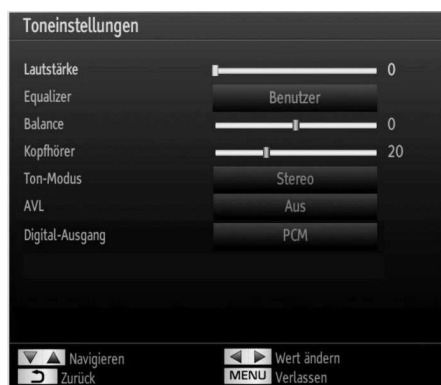 Toneinstellungen
Lautstärke 0
Equalizer Benutzer
Balance 0
Kopfhörer 20
Ton-Modus Stereo
AVL Aus
Digital-Ausgang PCM
Navigieren Wert ändern
Zurück MENU Verlassen